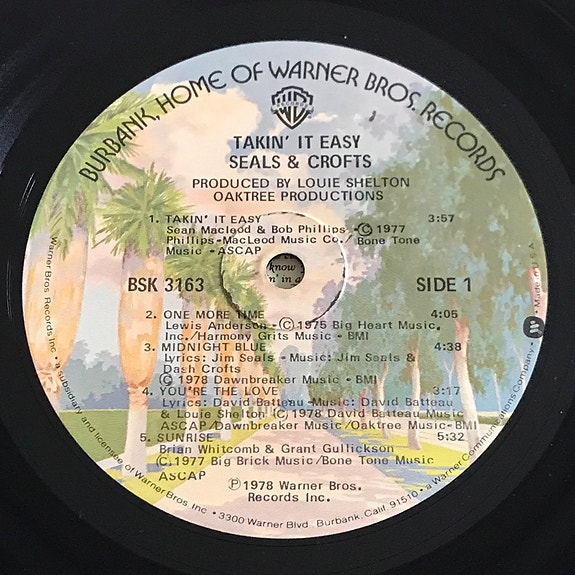 BURBANK, HOME OF WARNER BROS. RECORDS
TAKIN' IT EASY
SEALS & CROFTS
PRODUCED BY LOUIE SHELTON
OAKTREE PRODUCTIONS
1. TAKIN' IT EASY 3:57
Sean Macleod & Bob Phillips - Ⓒ 1977
Phillips-MacLeod Music Co./ Bone Tone
Music - ASCAP
BSK 3163 SIDE 1
know
n' in a
2. ONE MORE TIME 4:05
Lewis Anderson - Ⓒ 1975 Big Heart Music,
Inc./Harmony Grits Music - BMI
3. MIDNIGHT BLUE 4:38
Lyrics: Jim Seals - Music: Jim Seals &
Dash Crofts
Ⓒ 1978 Dawnbreaker Music - BMI
4. YOU'RE THE LOVE 3:17
Lyrics: David Batteau - Music: David Batteau
& Louie Shelton Ⓒ 1978 David Batteau Music
ASCAP/Dawnbreaker Music/Oaktree Music - BMI
5. SUNRISE 5:32
Brian Whitcomb & Grant Gullickson
Ⓒ 1977 Big Brick Music/Bone Tone Music
ASCAP
Ⓟ 1978 Warner Bros.
Records Inc.
Warner Bros. Records Inc. • a subsidiary and licensee of Warner Bros. Inc. • 3300 Warner Blvd., Burbank, Calif. 91510 • a Warner Communications Company. • Made in U.S.A.